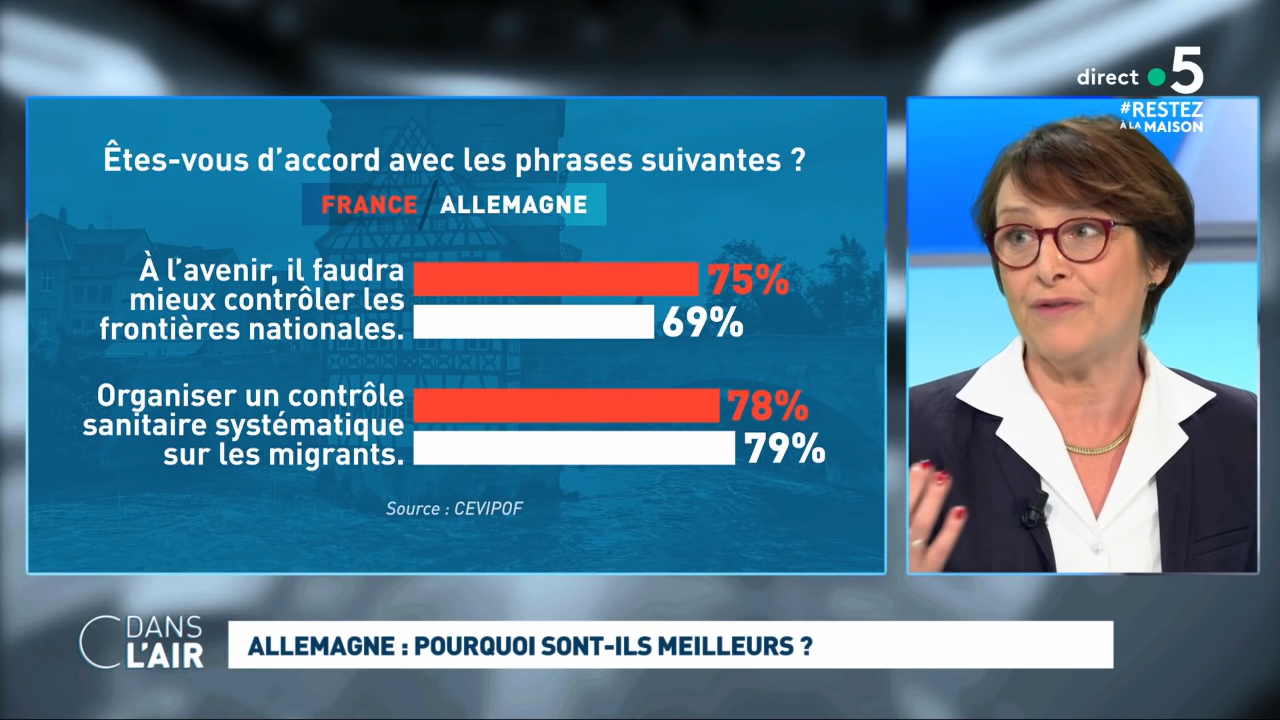 direct 5
#RESTEZ
À LA MAISON
Êtes-vous d'accord avec les phrases suivantes ?
FRANCE / ALLEMAGNE
À l'avenir, il faudra
mieux contrôler les
frontières nationales.
75%
69%
Organiser un contrôle
sanitaire systématique
sur les migrants.
78%
79%
Source : CEVIPOF
C DANS
L'AIR
ALLEMAGNE : POURQUOI SONT-ILS MEILLEURS ?